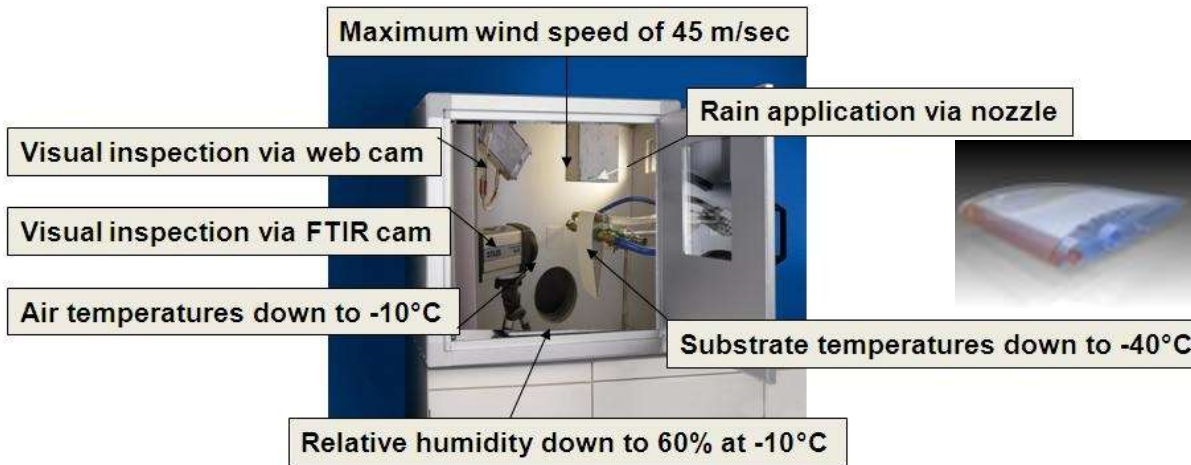 Maximum wind speed of 45 m/sec
Rain application via nozzle
Visual inspection via web cam
Visual inspection via FTIR cam
Air temperatures down to -10°C
Substrate temperatures down to -40°C
Relative humidity down to 60% at -10°C